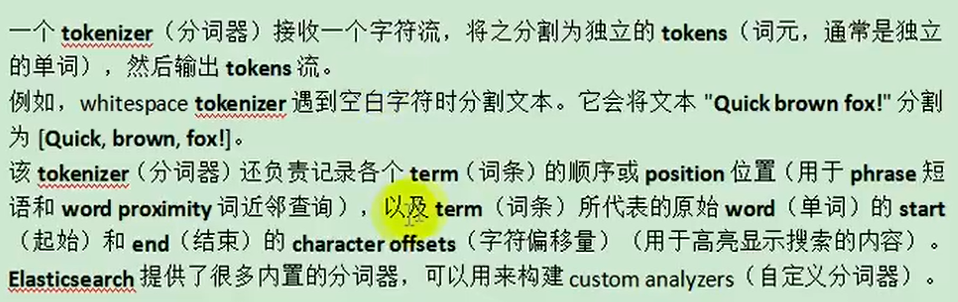 一个 tokenizer（分词器）接收一个字符流，将之分割为独立的 tokens（词元，通常是独立
的单词），然后输出 tokens 流。
例如，whitespace tokenizer 遇到空白字符时分割文本。它会将文本 "Quick brown fox!" 分割
为 [Quick, brown, fox!]。
该 tokenizer（分词器）还负责记录各个 term（词条）的顺序或 position 位置（用于 phrase 短
语和 word proximity 词近邻查询），以及 term（词条）所代表的原始 word（单词）的 start
（起始）和 end（结束）的 character offsets（字符偏移量）（用于高亮显示搜索的内容）。
Elasticsearch 提供了很多内置的分词器，可以用来构建 custom analyzers（自定义分词器）。